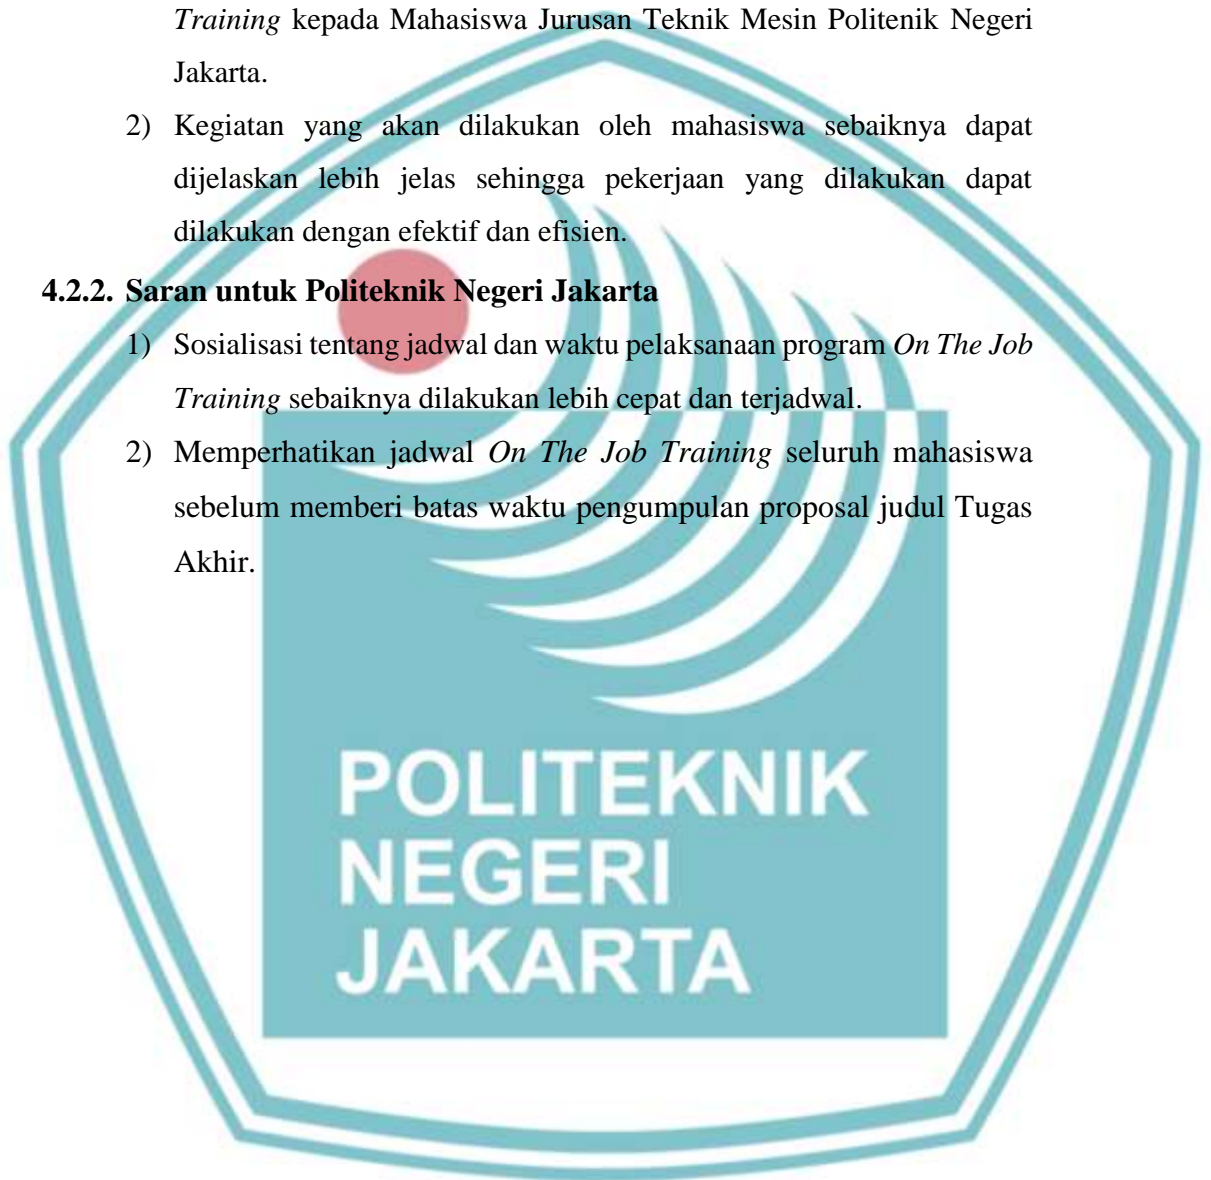 Training kepada Mahasiswa Jurusan Teknik Mesin Politenik Negeri
Jakarta.
2) Kegiatan yang akan dilakukan oleh mahasiswa sebaiknya dapat
dijelaskan lebih jelas sehingga pekerjaan yang dilakukan dapat
dilakukan dengan efektif dan efisien.
4.2.2. Saran untuk Politeknik Negeri Jakarta
1) Sosialisasi tentang jadwal dan waktu pelaksanaan program On The Job
Training sebaiknya dilakukan lebih cepat dan terjadwal.
2) Memperhatikan jadwal On The Job Training seluruh mahasiswa
sebelum memberi batas waktu pengumpulan proposal judul Tugas
Akhir.
POLITEKNIK
NEGERI
JAKARTA